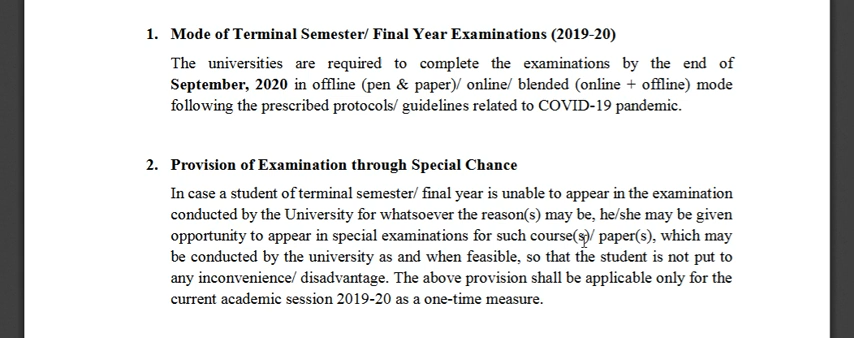 1. Mode of Terminal Semester/ Final Year Examinations (2019-20)
The universities are required to complete the examinations by the end of
September, 2020 in offline (pen & paper)/ online/ blended (online + offline) mode
following the prescribed protocols/ guidelines related to COVID-19 pandemic.
2. Provision of Examination through Special Chance
In case a student of terminal semester/ final year is unable to appear in the examination
conducted by the University for whatsoever the reason(s) may be, he/she may be given
opportunity to appear in special examinations for such course(s)/ paper(s), which may
be conducted by the university as and when feasible, so that the student is not put to
any inconvenience/ disadvantage. The above provision shall be applicable only for the
current academic session 2019-20 as a one-time measure.